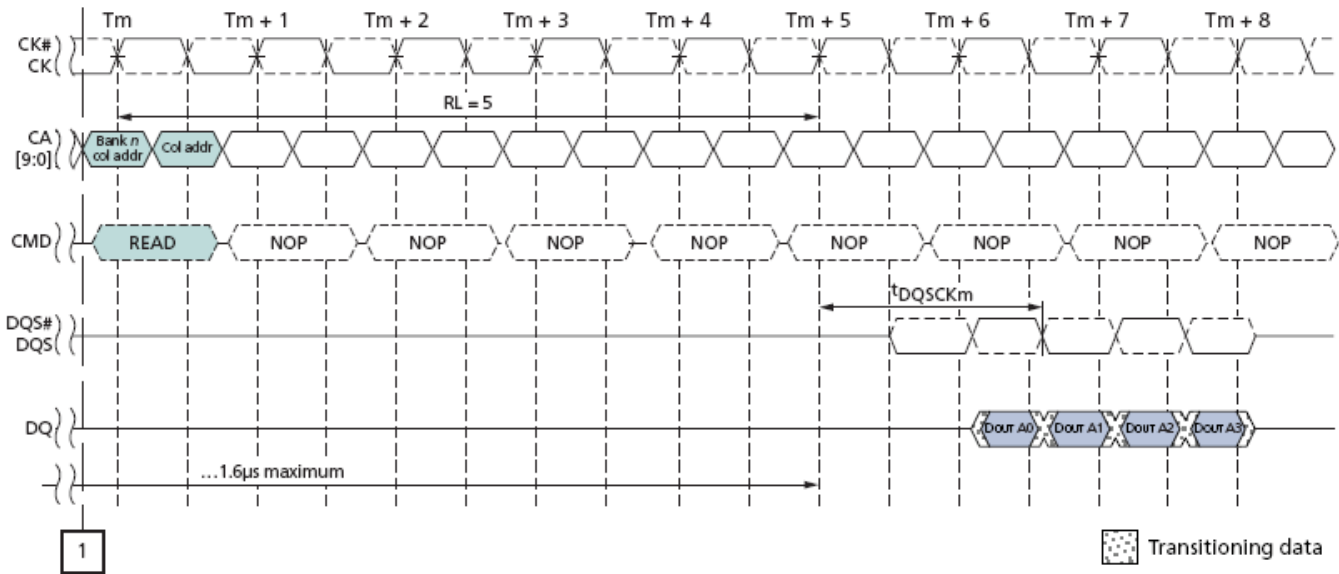 Tm Tm + 1 Tm + 2 Tm + 3 Tm + 4 Tm + 5 Tm + 6 Tm + 7 Tm + 8
CK#
CK
RL = 5
CA
[9:0]
Bank n
col addr
Col addr
CMD READ NOP NOP NOP NOP NOP NOP NOP NOP
tDQSCKm
DQS#
DQS
DQ DOUT A0 DOUT A1 DOUT A2 DOUT A3
...1.6µs maximum
1
Transitioning data